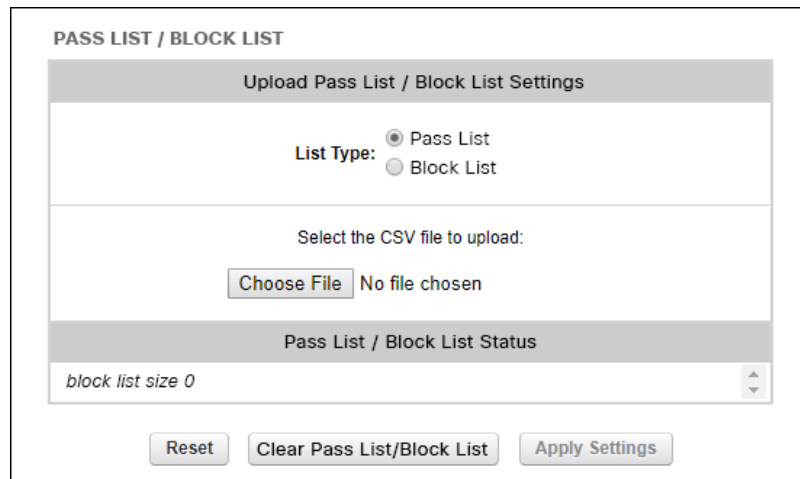 PASS LIST / BLOCK LIST
Upload Pass List / Block List Settings
List Type:
Pass List
Block List
Select the CSV file to upload:
Choose File No file chosen
Pass List / Block List Status
block list size 0
Reset Clear Pass List/Block List Apply Settings